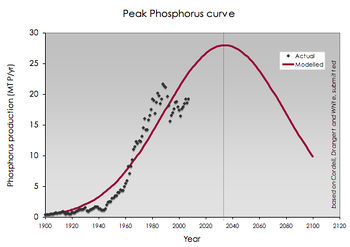 Peak Phosphorus curve
30
25
20
15
10
5
0
Phosphorus production (MT P/yr)
1900 1920 1940 1960 1980 2000 2020 2040 2060 2080 2100 2120
Year
Actual
Modelled
based on Cordell, Drangert and White, submitted